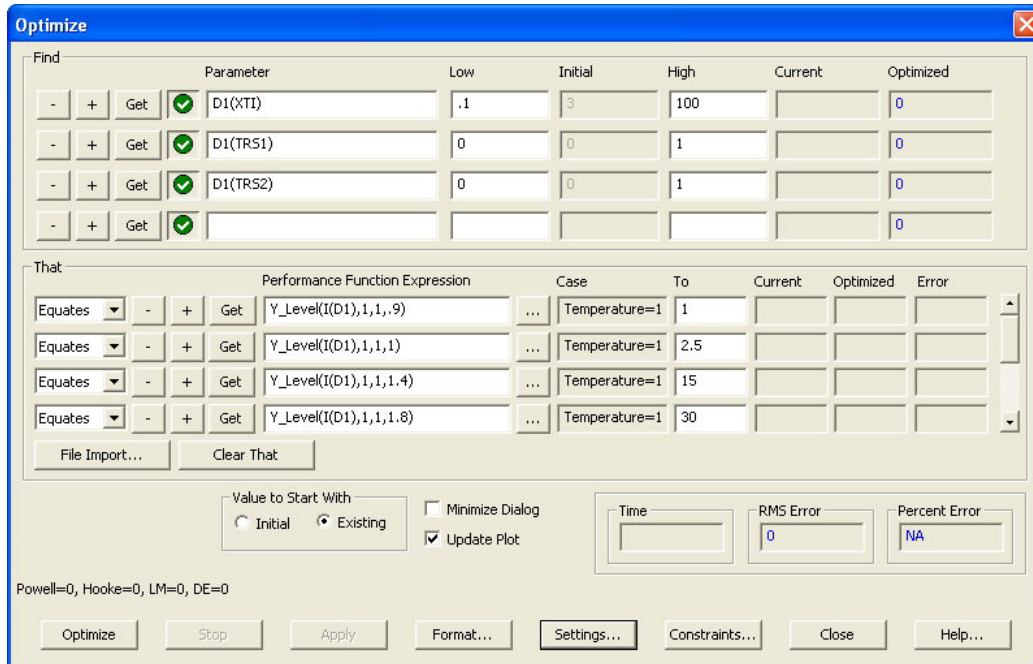 Optimize
Find
Parameter Low Initial High Current Optimized
- + Get D1(XTI) .1 3 100 0
- + Get D1(TRS1) 0 0 1 0
- + Get D1(TRS2) 0 0 1 0
- + Get 0
That
Performance Function Expression Case To Current Optimized Error
Equates - + Get Y_Level(I(D1),1,1,.9) ... Temperature=1 1
Equates - + Get Y_Level(I(D1),1,1,1) ... Temperature=1 2.5
Equates - + Get Y_Level(I(D1),1,1,1.4) ... Temperature=1 15
Equates - + Get Y_Level(I(D1),1,1,1.8) ... Temperature=1 30
File Import... Clear That
Value to Start With
Initial Existing
Minimize Dialog
Update Plot
Time
RMS Error
0
Percent Error
NA
Powell=0, Hooke=0, LM=0, DE=0
Optimize Stop Apply Format... Settings... Constraints... Close Help...